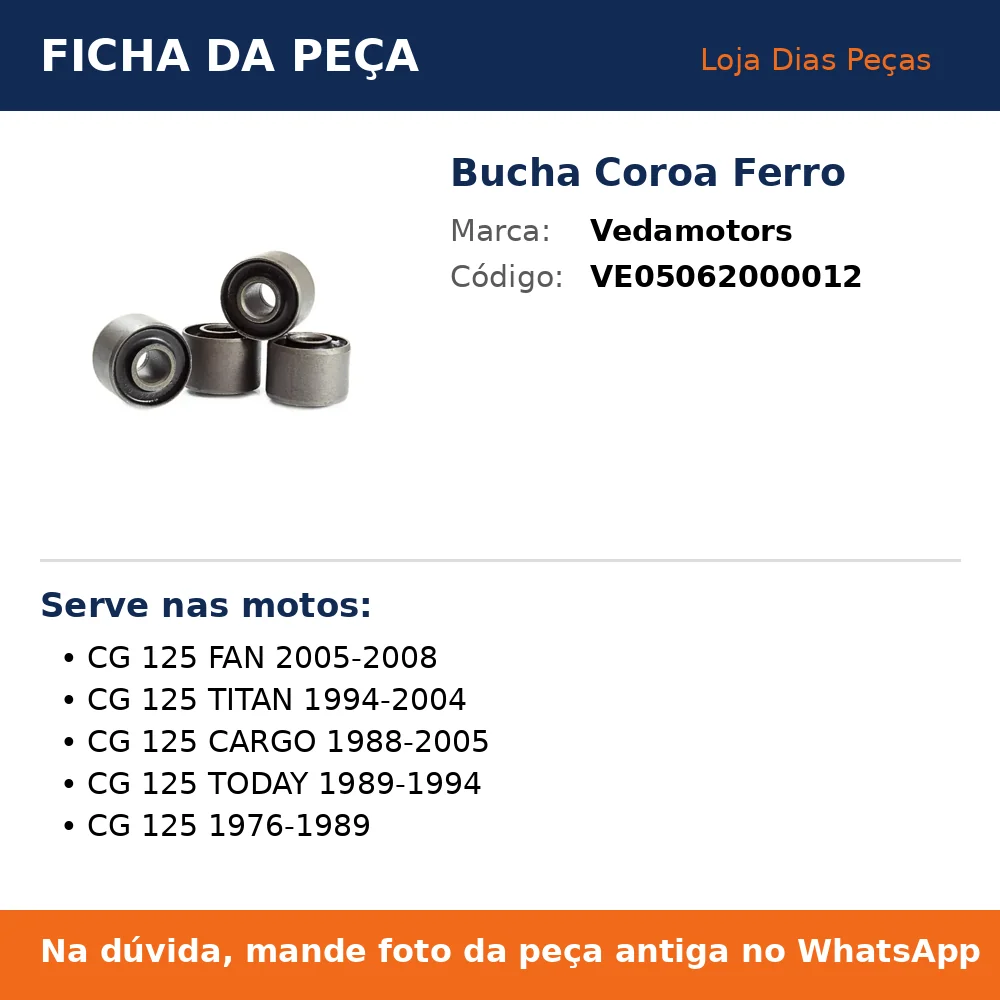 FICHA DA PEÇA
Loja Dias Peças
Bucha Coroa Ferro
Marca: Vedamotors
Código: VE05062000012
Serve nas motos:
• CG 125 FAN 2005-2008
• CG 125 TITAN 1994-2004
• CG 125 CARGO 1988-2005
• CG 125 TODAY 1989-1994
• CG 125 1976-1989
Na dúvida, mande foto da peça antiga no WhatsApp